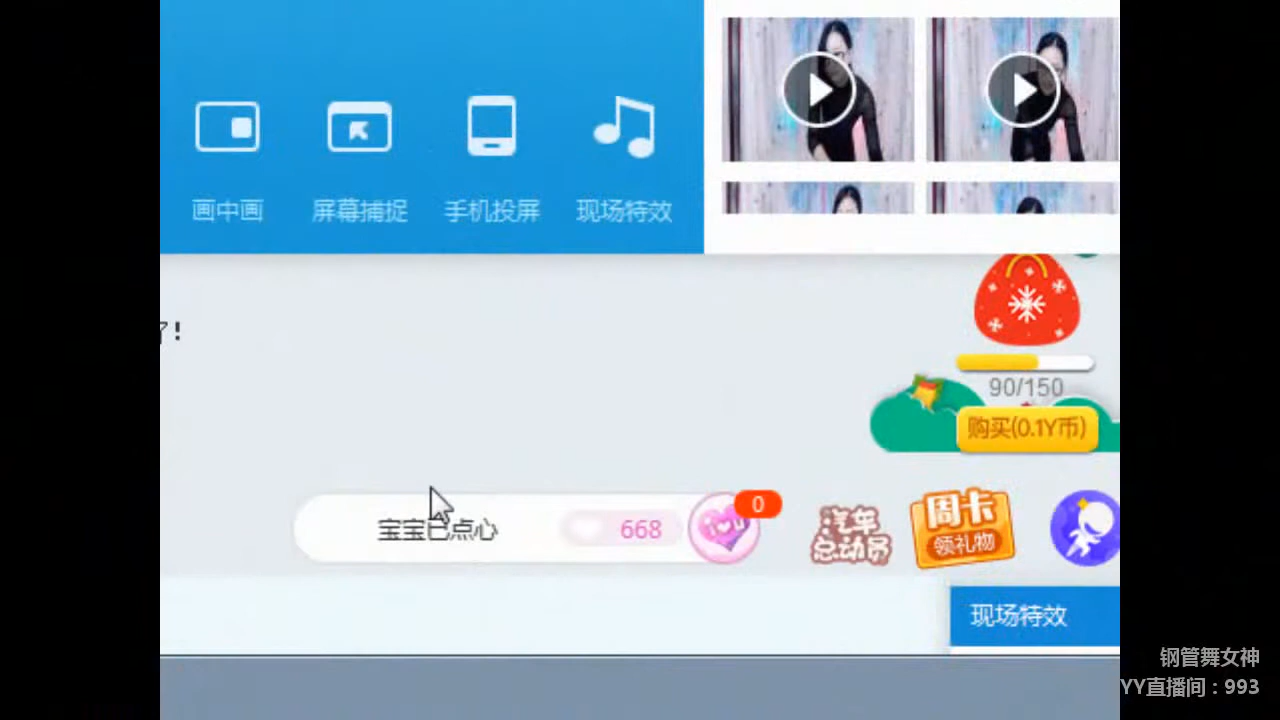 画中画
屏幕捕捉
手机投屏
现场特效
了!
90/150
购买(0.1Y币)
宝宝已点心
668
0
汽车
总动员
周卡
领礼物
现场特效
钢管舞女神
YY直播间：993